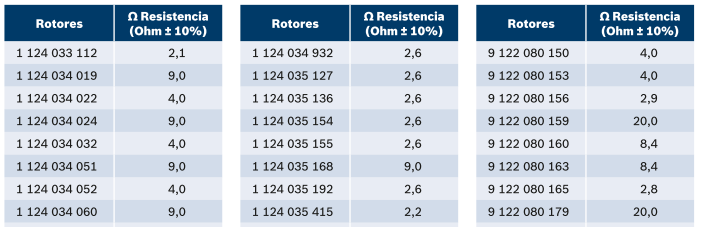 Rotores Ω Resistencia (Ohm ± 10%)
1 124 033 112 2,1
1 124 034 019 9,0
1 124 034 022 4,0
1 124 034 024 9,0
1 124 034 032 4,0
1 124 034 051 9,0
1 124 034 052 4,0
1 124 034 060 9,0
Rotores Ω Resistencia (Ohm ± 10%)
1 124 034 932 2,6
1 124 035 127 2,6
1 124 035 136 2,6
1 124 035 154 2,6
1 124 035 155 2,6
1 124 035 168 9,0
1 124 035 192 2,6
1 124 035 415 2,2
Rotores Ω Resistencia (Ohm ± 10%)
9 122 080 150 4,0
9 122 080 153 4,0
9 122 080 156 2,9
9 122 080 159 20,0
9 122 080 160 8,4
9 122 080 163 8,4
9 122 080 165 2,8
9 122 080 179 20,0